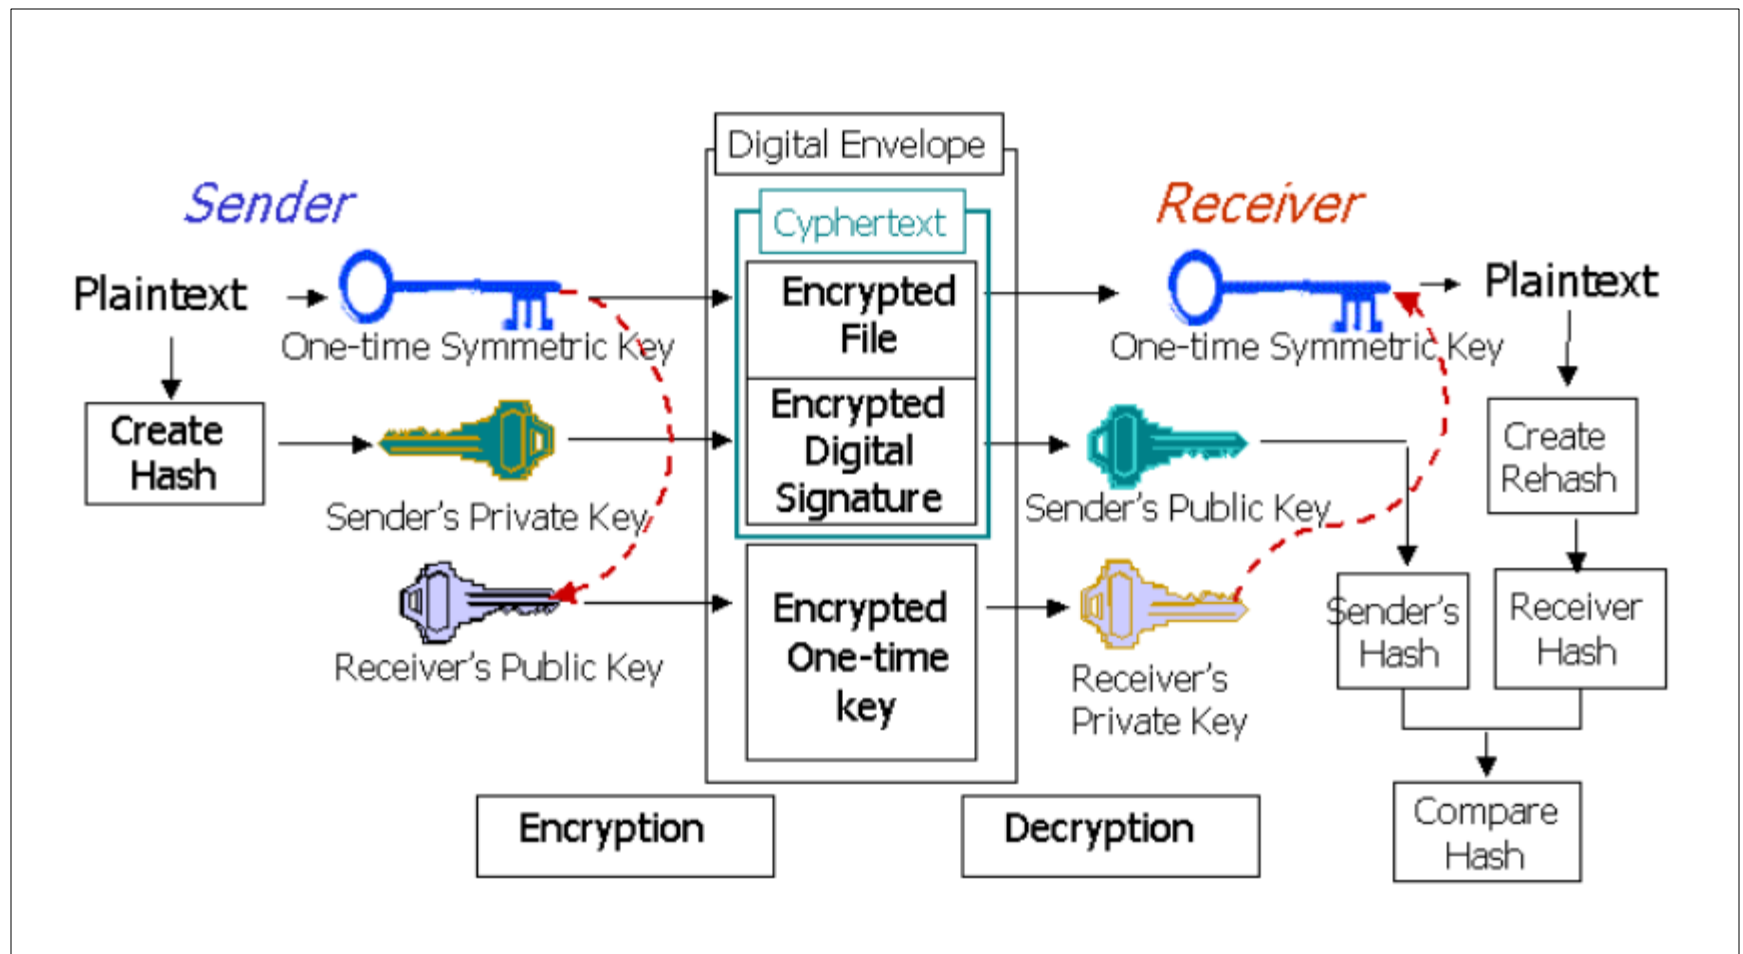 Digital Envelope
Sender
Receiver
Cyphertext
Plaintext
One-time Symmetric Key
Encrypted
File
One-time Symmetric Key
Plaintext
Create
Hash
Sender's Private Key
Encrypted
Digital
Signature
Sender's Public Key
Create
Rehash
Receiver's Public Key
Encrypted
One-time
key
Receiver's
Private Key
Sender's
Hash
Receiver
Hash
Encryption
Decryption
Compare
Hash